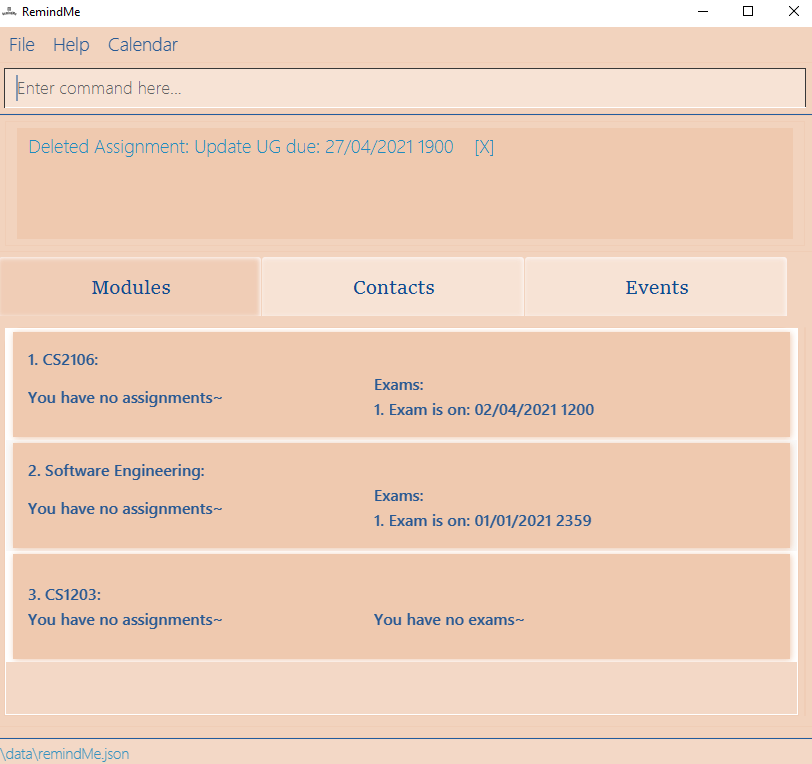 RemindMe
File Help Calendar
Enter command here...
Deleted Assignment: Update UG due: 27/04/2021 1900 [X]
Modules Contacts Events
1. CS2106:
You have no assignments~
Exams:
1. Exam is on: 02/04/2021 1200
2. Software Engineering:
You have no assignments~
Exams:
1. Exam is on: 01/01/2021 2359
3. CS1203:
You have no assignments~ You have no exams~
\data\remindMe.json